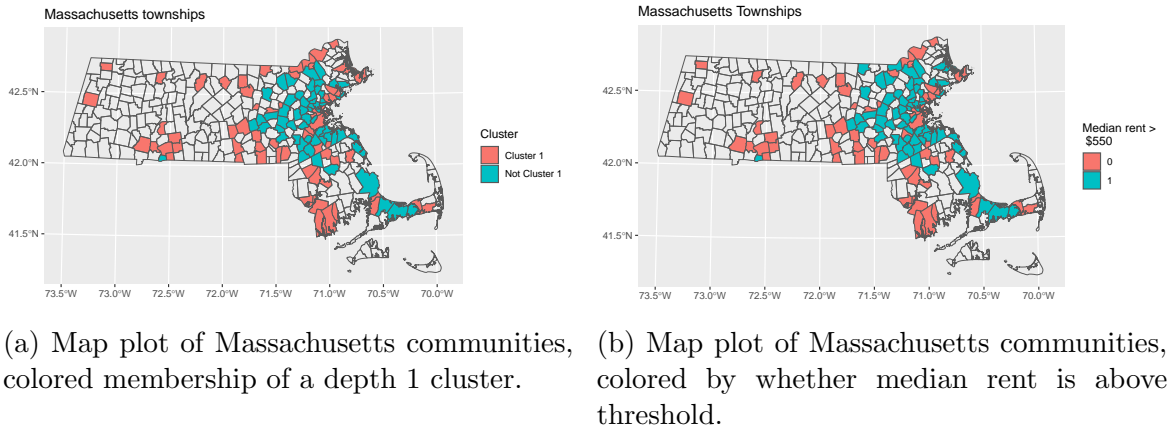 Massachusetts townships
42.5°N
42.0°N
41.5°N
73.5°W 73.0°W 72.5°W 72.0°W 71.5°W 71.0°W 70.5°W 70.0°W
Cluster
Cluster 1
Not Cluster 1
(a) Map plot of Massachusetts communities,
colored membership of a depth 1 cluster.
Massachusetts Townships
42.5°N
42.0°N
41.5°N
73.5°W 73.0°W 72.5°W 72.0°W 71.5°W 71.0°W 70.5°W 70.0°W
Median rent >
$550
0
1
(b) Map plot of Massachusetts communities,
colored by whether median rent is above
threshold.